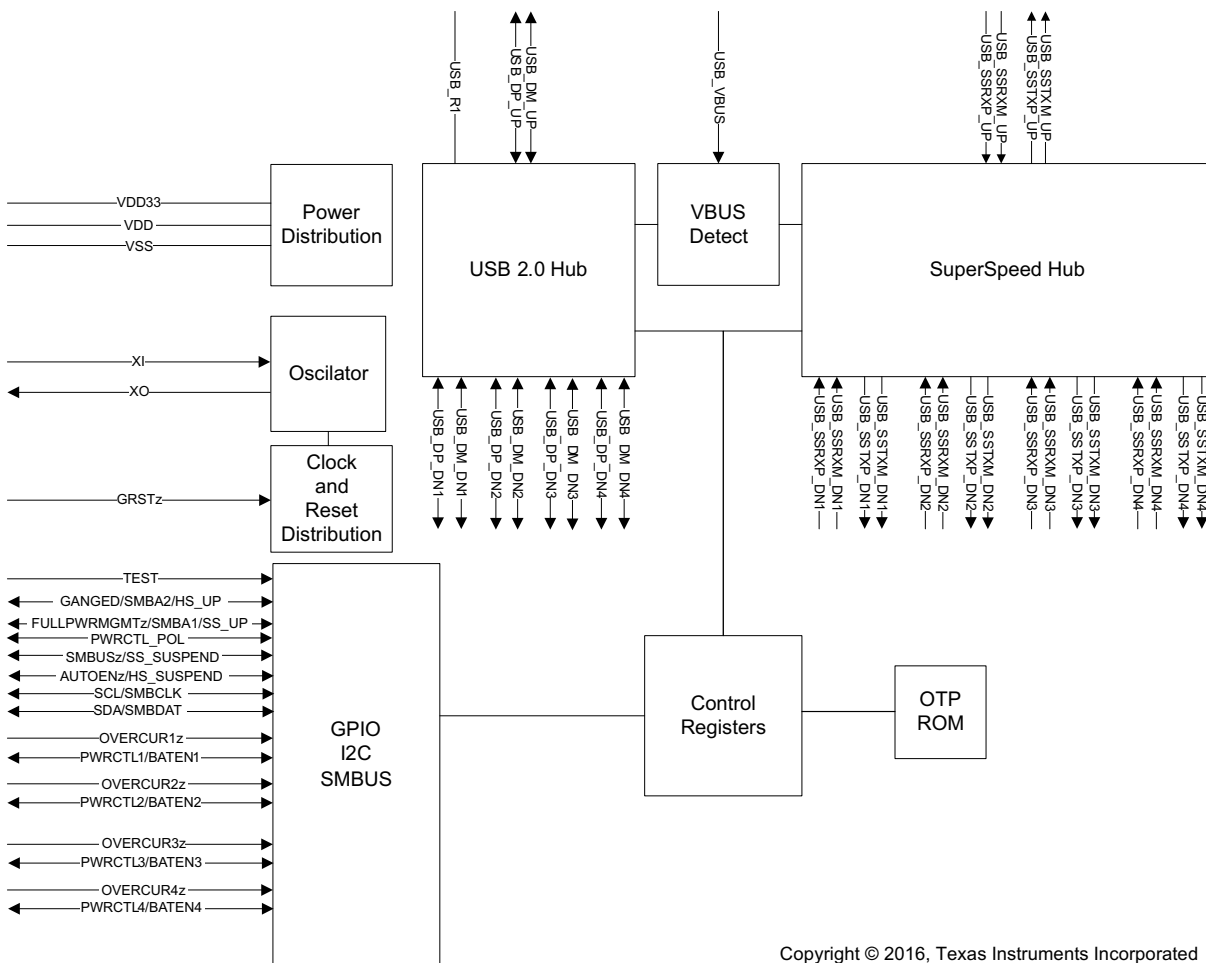 USB_R1
USB_DP_UP
USB_DM_UP
USB_VBUS
USB_SSRXP_UP
USB_SSRXM_UP
USB_SSTXP_UP
USB_SSTXM_UP
VDD33
VDD
VSS
Power
Distribution
USB 2.0 Hub
VBUS
Detect
SuperSpeed Hub
XI
XO
Oscilator
GRSTz
Clock
and
Reset
Distribution
USB_DP_DN1
USB_DM_DN1
USB_DP_DN2
USB_DM_DN2
USB_DP_DN3
USB_DM_DN3
USB_DP_DN4
USB_DM_DN4
USB_SSRXP_DN1
USB_SSRXM_DN1
USB_SSTXP_DN1
USB_SSTXM_DN1
USB_SSRXP_DN2
USB_SSRXM_DN2
USB_SSTXP_DN2
USB_SSTXM_DN2
USB_SSRXP_DN3
USB_SSRXM_DN3
USB_SSTXP_DN3
USB_SSTXM_DN3
USB_SSRXP_DN4
USB_SSRXM_DN4
USB_SSTXP_DN4
USB_SSTXM_DN4
TEST
GANGED/SMBA2/HS_UP
FULLPWRMGMTz/SMBA1/SS_UP
PWRCTL_POL
SMBUSz/SS_SUSPEND
AUTOENz/HS_SUSPEND
SCL/SMBCLK
SDA/SMBDAT
OVERCUR1z
PWRCTL1/BATEN1
OVERCUR2z
PWRCTL2/BATEN2
OVERCUR3z
PWRCTL3/BATEN3
OVERCUR4z
PWRCTL4/BATEN4
GPIO
I2C
SMBUS
Control
Registers
OTP
ROM
Copyright © 2016, Texas Instruments Incorporated